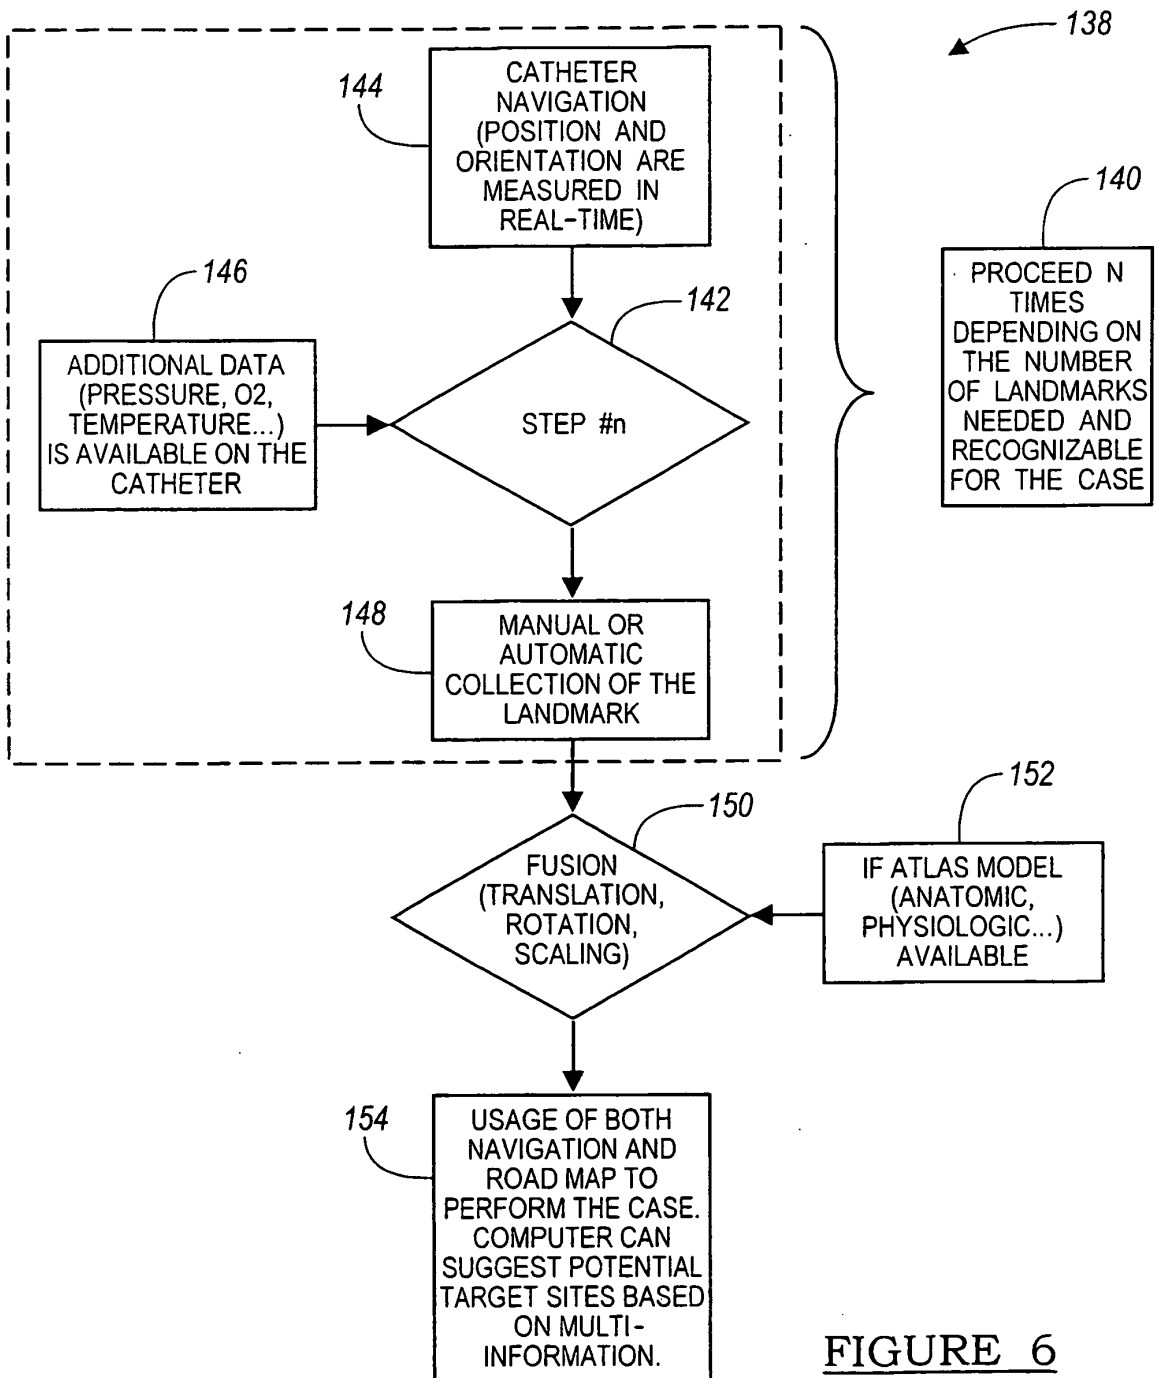 138
144
CATHETER
NAVIGATION
(POSITION AND
ORIENTATION ARE
MEASURED IN
REAL-TIME)
140
PROCEED N
TIMES
DEPENDING ON
THE NUMBER
OF LANDMARKS
NEEDED AND
RECOGNIZABLE
FOR THE CASE
146
ADDITIONAL DATA
(PRESSURE, O2,
TEMPERATURE...)
IS AVAILABLE ON THE
CATHETER
142
STEP #n
148
MANUAL OR
AUTOMATIC
COLLECTION OF THE
LANDMARK
150
FUSION
(TRANSLATION,
ROTATION,
SCALING)
152
IF ATLAS MODEL
(ANATOMIC,
PHYSIOLOGIC...)
AVAILABLE
154
USAGE OF BOTH
NAVIGATION AND
ROAD MAP TO
PERFORM THE CASE.
COMPUTER CAN
SUGGEST POTENTIAL
TARGET SITES BASED
ON MULTI-
INFORMATION.
FIGURE 6